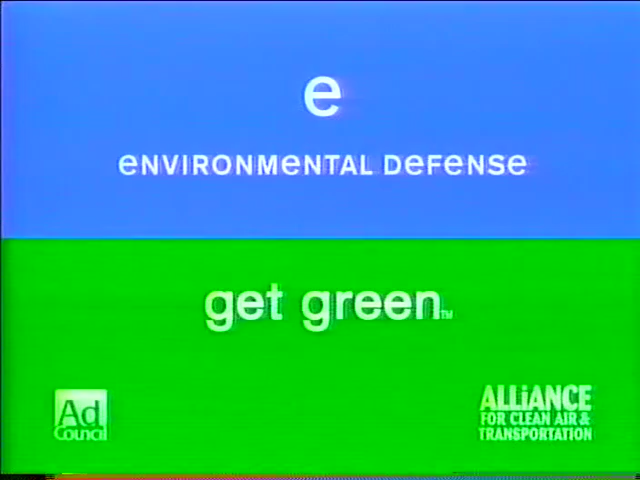 e
eNVIRONMeNTAL DeFeNSe
get green™
Ad
Council
ALLiANCE
FOR CLEAN AIR &
TRANSPORTATION